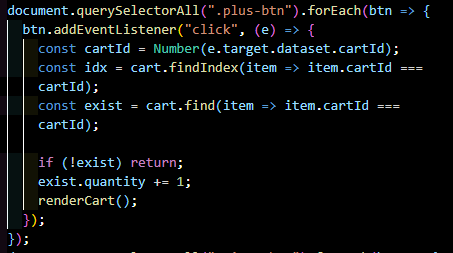 document.querySelectorAll(".plus-btn").forEach(btn => {
  btn.addEventListener("click", (e) => {
    const cartId = Number(e.target.dataset.cartId);
    const idx = cart.findIndex(item => item.cartId ===
    cartId);
    const exist = cart.find(item => item.cartId ===
    cartId);

    if (!exist) return;
    exist.quantity += 1;
    renderCart();
  });
});